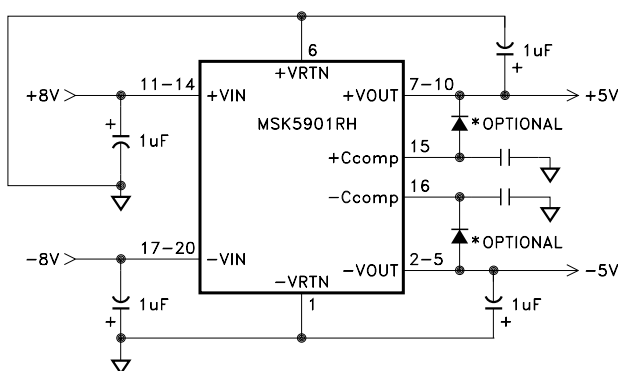 6
1uF
+
+VRTN
+8V
11-14
+VIN
+VOUT
7-10
+5V
+
1uF
MSK5901RH
*OPTIONAL
+Ccomp
15
-Ccomp
16
-8V
17-20
-VIN
*OPTIONAL
-VOUT
2-5
-5V
-VRTN
1
1uF
+
1uF
+